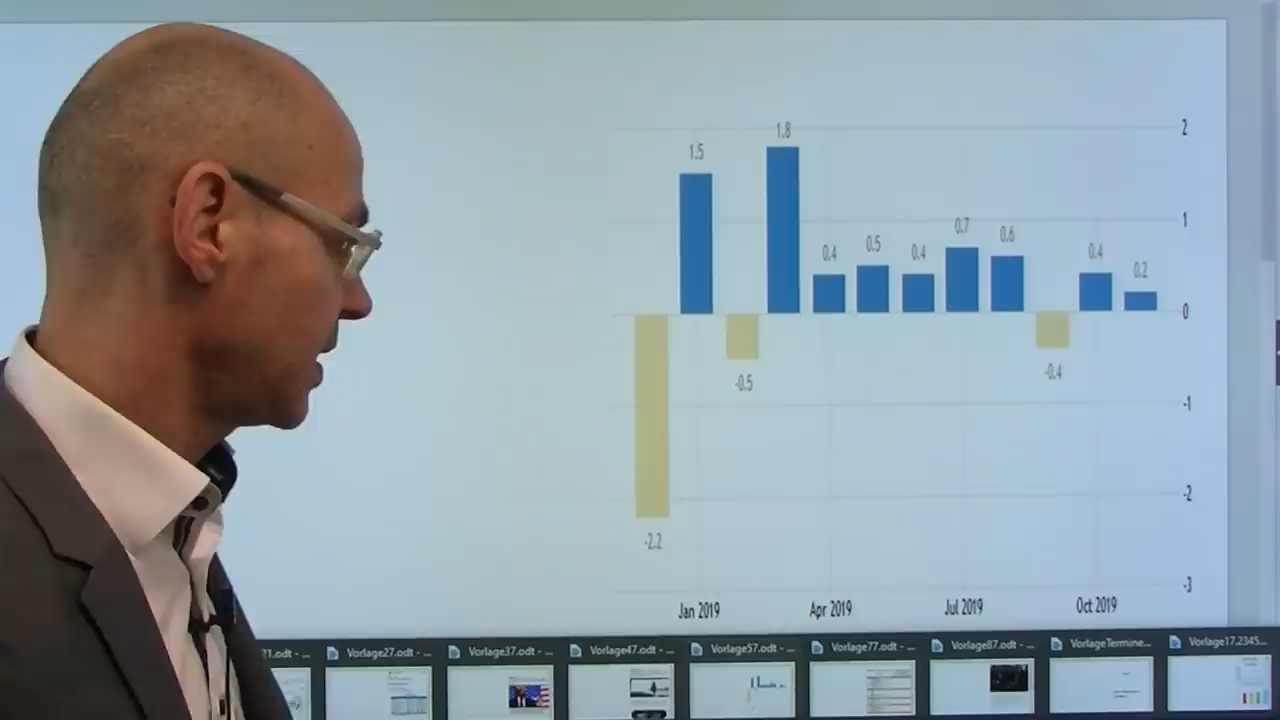 2
1.8
1.5
1
0.7
0.6
0.5
0.4
0.4
0.4
0.2
0
-0.4
-0.5
-1
-2
-2.2
-3
Jan 2019
Apr 2019
Jul 2019
Oct 2019
21.odt - ...
Vorlage27.odt - ...
Vorlage37.odt - ...
Vorlage47.odt - ...
Vorlage57.odt - ...
Vorlage77.odt - ...
Vorlage87.odt - ...
VorlageTermine...
Vorlage17.2345...